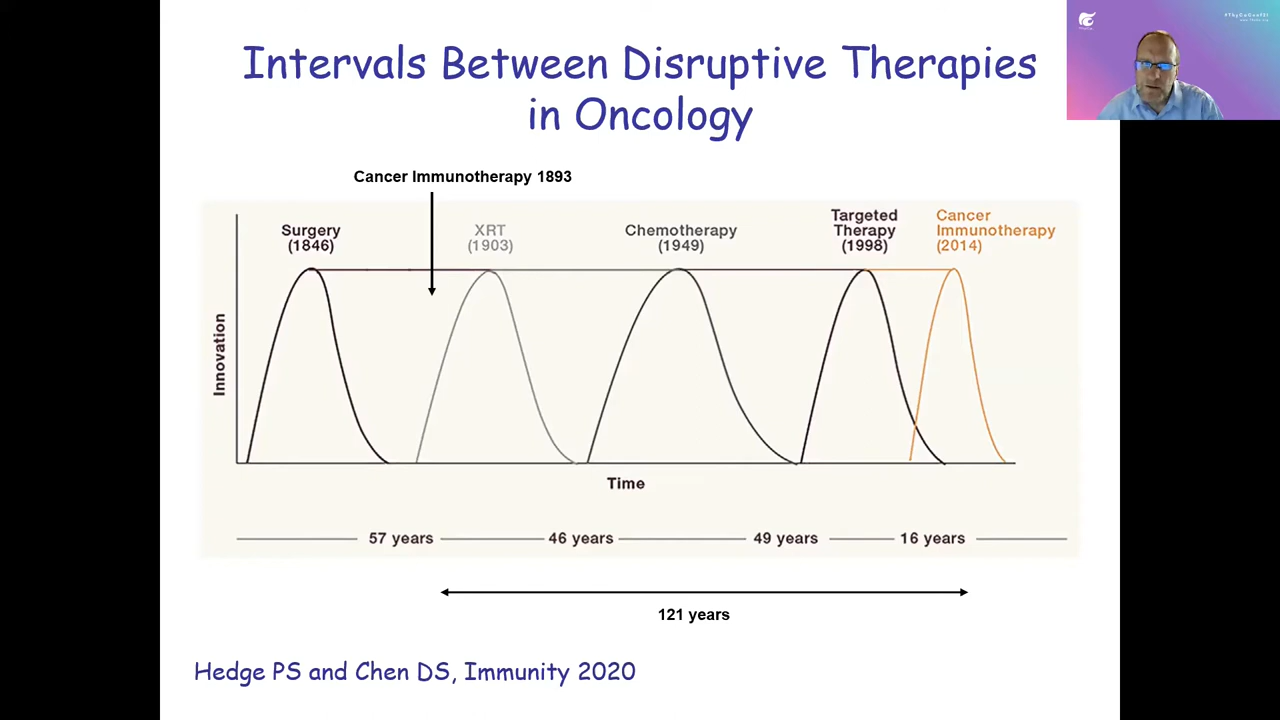 Intervals Between Disruptive Therapies
in Oncology
Cancer Immunotherapy 1893
Surgery
(1846)
XRT
(1903)
Chemotherapy
(1949)
Targeted
Therapy
(1998)
Cancer
Immunotherapy
(2014)
Innovation
Time
57 years
46 years
49 years
16 years
121 years
Hedge PS and Chen DS, Immunity 2020